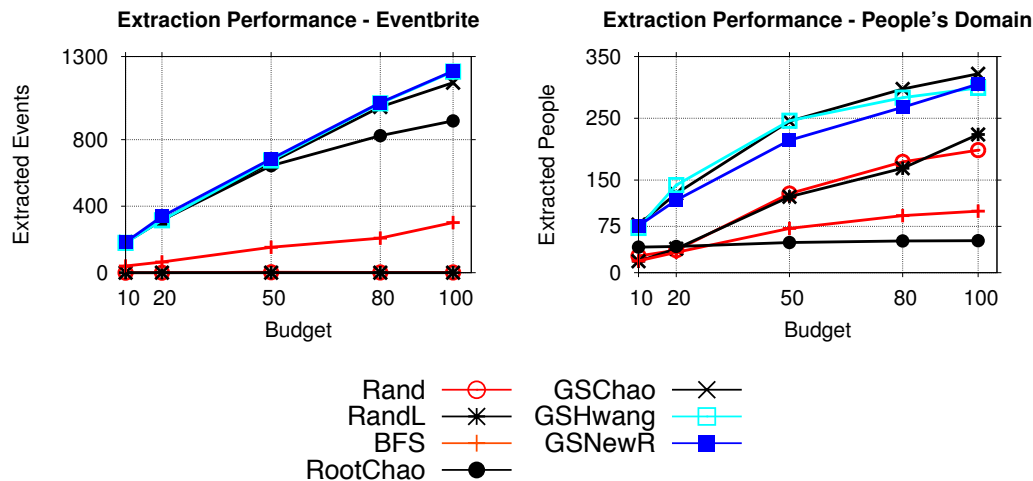 Extraction Performance - Eventbrite
1300
800
400
0
10 20 50 80 100
Extracted Events
Budget
Extraction Performance - People's Domain
350
250
150
75
0
10 20 50 80 100
Extracted People
Budget
Rand
RandL
BFS
RootChao
GSChao
GSHwang
GSNewR